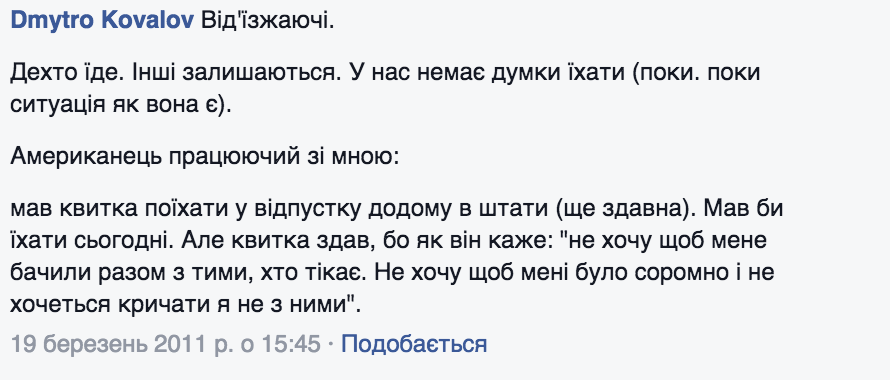 Dmytro Kovalov Від'їзжаючі.
Дехто їде. Інші залишаються. У нас немає думки їхати (поки. поки
ситуація як вона є).
Американець працюючий зі мною:
мав квитка поїхати у відпустку додому в штати (ще здавна). Мав би
їхати сьогодні. Але квитка здав, бо як він каже: "не хочу щоб мене
бачили разом з тими, хто тікає. Не хочу щоб мені було соромно і не
хочеться кричати я не з ними".
19 березень 2011 р. о 15:45 · Подобається